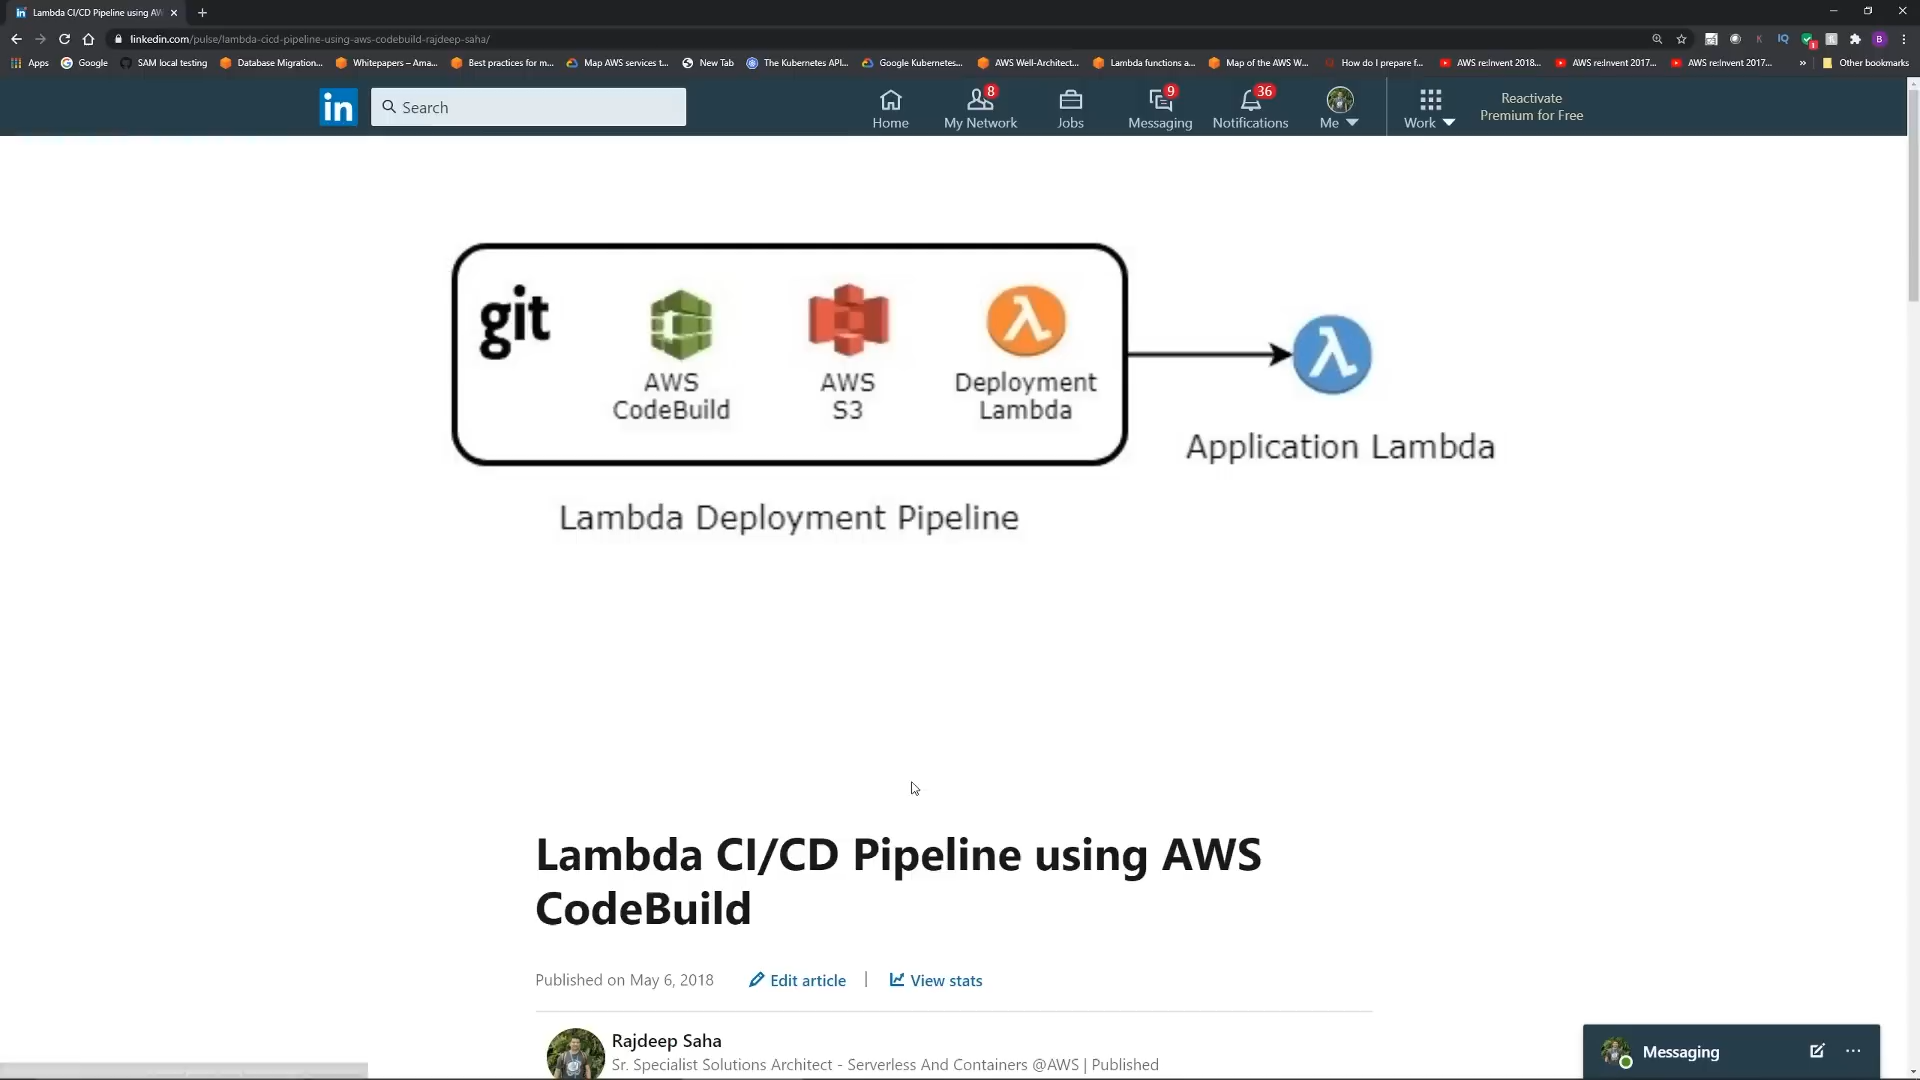 Lambda CI/CD Pipeline using AW
linkedin.com/pulse/lambda-cicd-pipeline-using-aws-codebuild-rajdeep-saha/
Apps Google SAM local testing Database Migration... Whitepapers – Ama... Best practices for m... Map AWS services t... New Tab The Kubernetes API... Google Kubernetes... AWS Well-Architect... Lambda functions a... Map of the AWS W... How do I prepare f... AWS re:Invent 2018... AWS re:Invent 2017... AWS re:Invent 2017... » Other bookmarks
in Search
Home
8 My Network
Jobs
9 Messaging
36 Notifications
Me
Work
Reactivate
Premium for Free
git
AWS
CodeBuild
AWS
S3
Deployment
Lambda
Application Lambda
Lambda Deployment Pipeline
Lambda CI/CD Pipeline using AWS
CodeBuild
Published on May 6, 2018 Edit article | View stats
Rajdeep Saha
Sr. Specialist Solutions Architect - Serverless And Containers @AWS | Published
Messaging